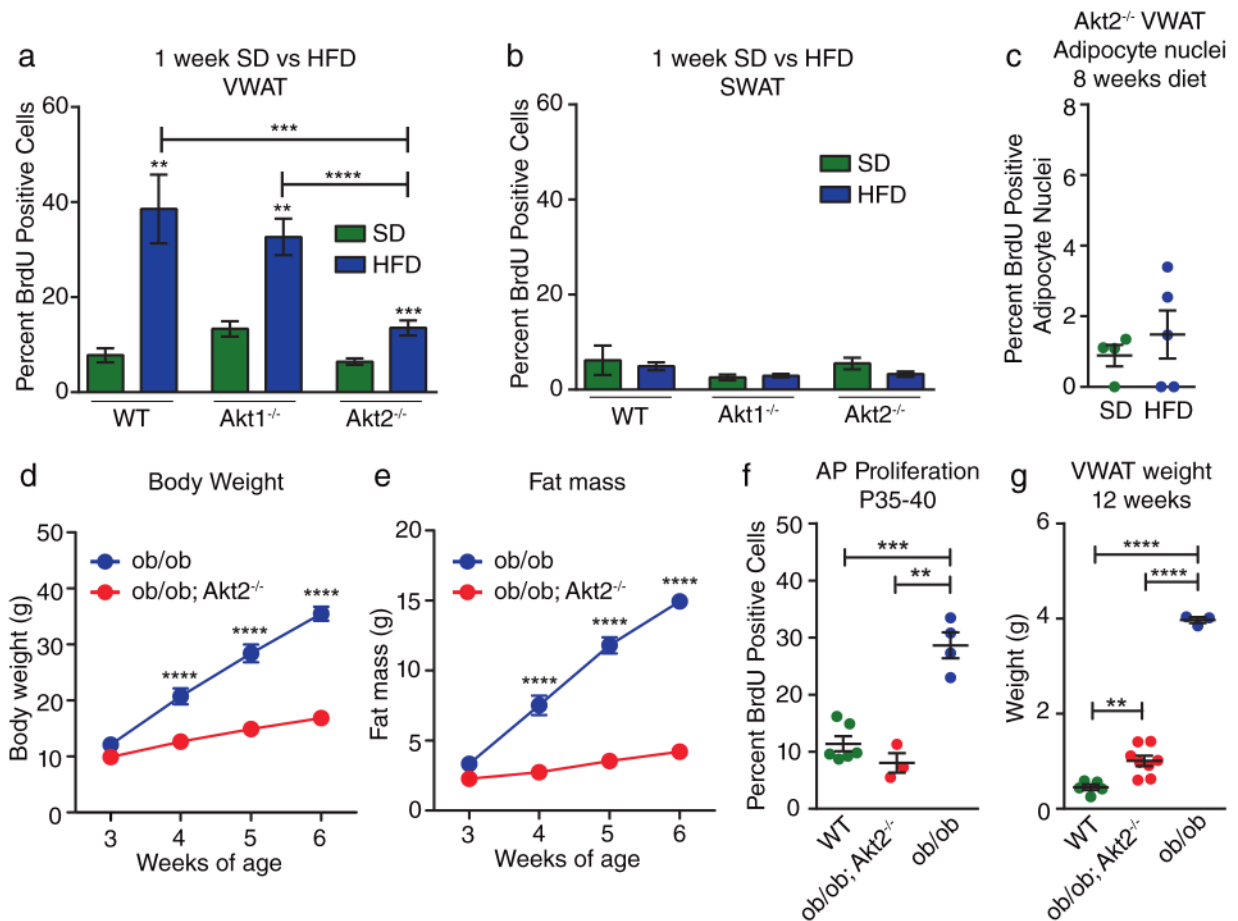 a
1 week SD vs HFD
VWAT
Percent BrdU Positive Cells
60
40
20
0
***
****
**
**
***
SD
HFD
WT
Akt1-/-
Akt2-/-
b
1 week SD vs HFD
SWAT
Percent BrdU Positive Cells
60
40
20
0
SD
HFD
WT
Akt1-/-
Akt2-/-
c
Akt2-/- VWAT
Adipocyte nuclei
8 weeks diet
Percent BrdU Positive
Adipocyte Nuclei
8
6
4
2
0
SD
HFD
d
Body Weight
Body weight (g)
50
40
30
20
10
0
ob/ob
ob/ob; Akt2-/-
****
****
****
3
4
5
6
Weeks of age
e
Fat mass
Fat mass (g)
20
15
10
5
0
ob/ob
ob/ob; Akt2-/-
****
****
****
3
4
5
6
Weeks of age
f
AP Proliferation
P35-40
Percent BrdU Positive Cells
50
40
30
20
10
0
***
**
WT
ob/ob; Akt2-/-
ob/ob
g
VWAT weight
12 weeks
Weight (g)
6
4
2
0
****
****
**
WT
ob/ob; Akt2-/-
ob/ob